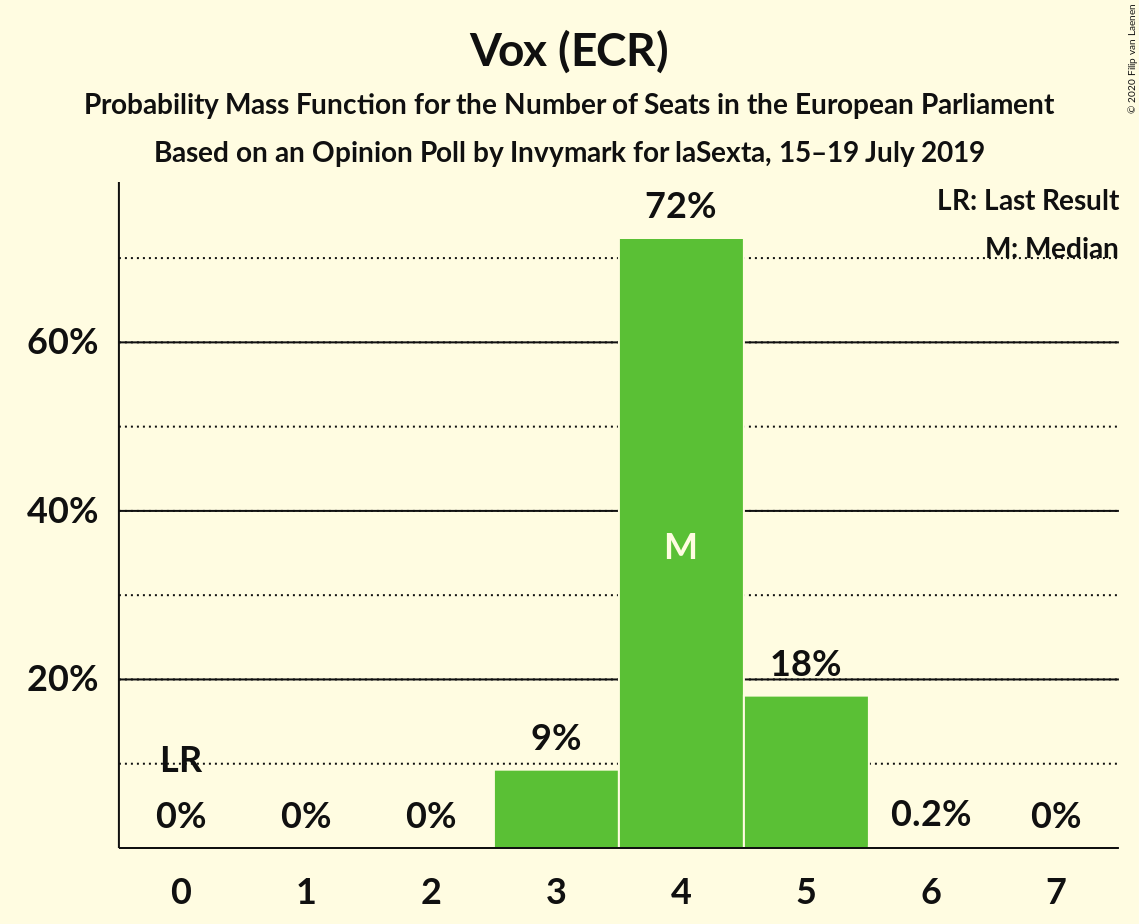 Vox (ECR)
Probability Mass Function for the Number of Seats in the European Parliament
Based on an Opinion Poll by Invymark for laSexta, 15–19 July 2019
© 2020 Filip van Laenen
LR: Last Result
M: Median
72%
60%
40%
M
20%
18%
9%
LR
0% 0% 0% 0.2% 0%
0 1 2 3 4 5 6 7